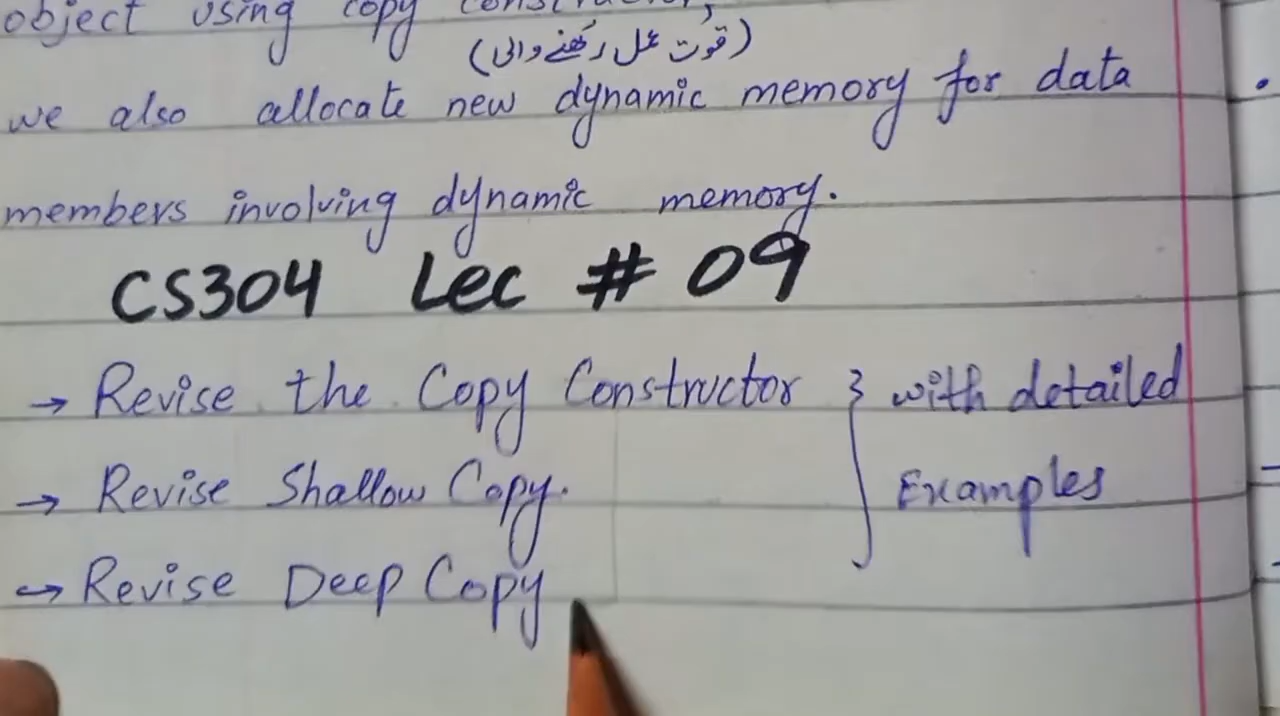 object using copy constructor,
(قوت عمل رکھنے والی)
we also allocate new dynamic memory for data
members involving dynamic memory.
CS304 Lec # 09
→ Revise the Copy Constructor } with detailed
→ Revise Shallow Copy. Examples
→ Revise Deep Copy